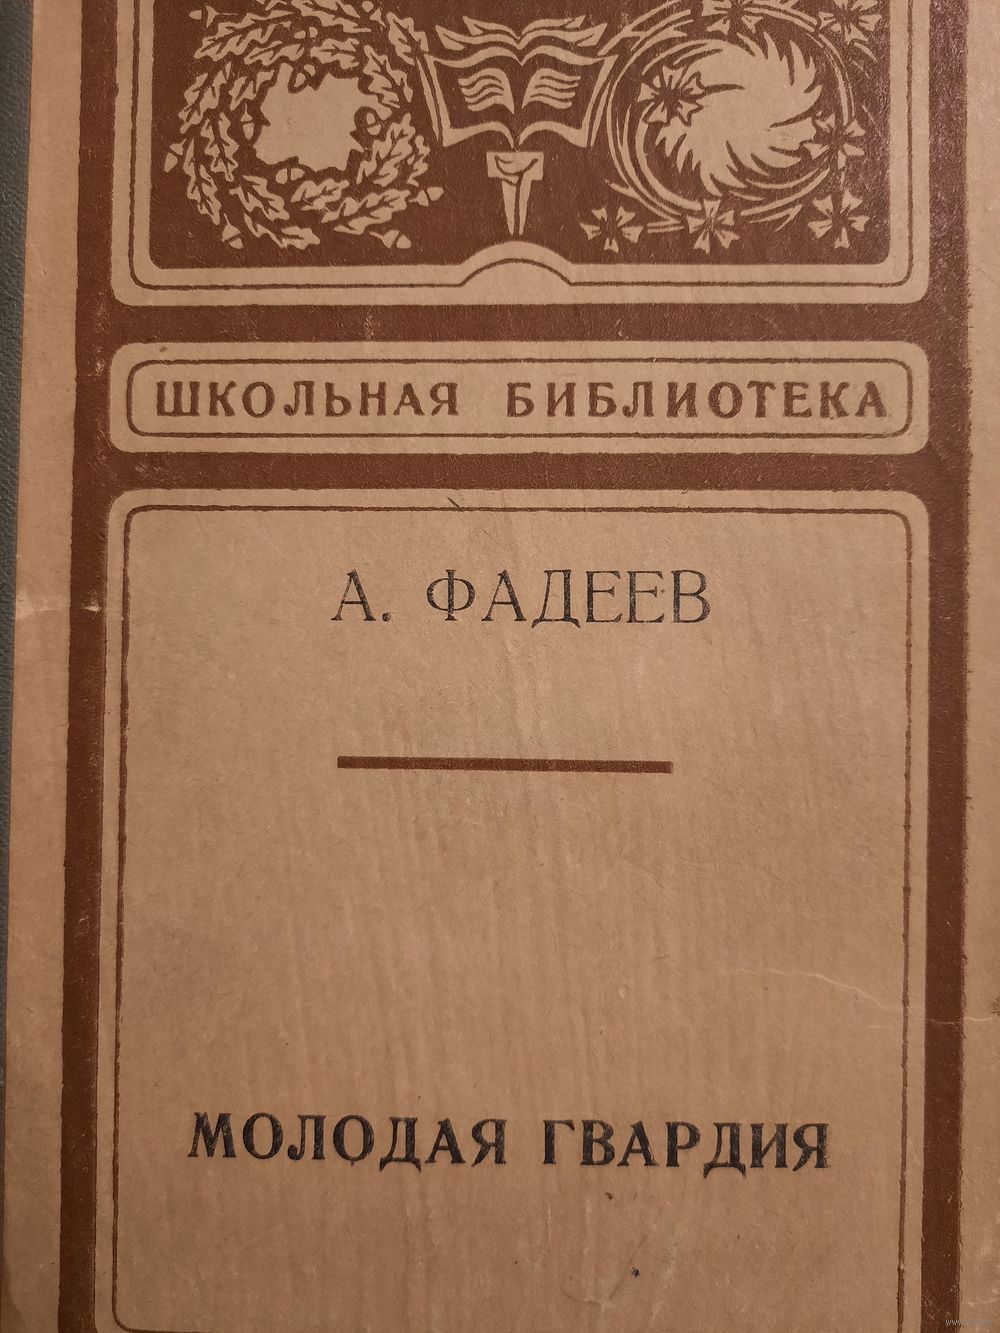 ШКОЛЬНАЯ БИБЛИОТЕКА
А. ФАДЕЕВ
МОЛОДАЯ ГВАРДИЯ